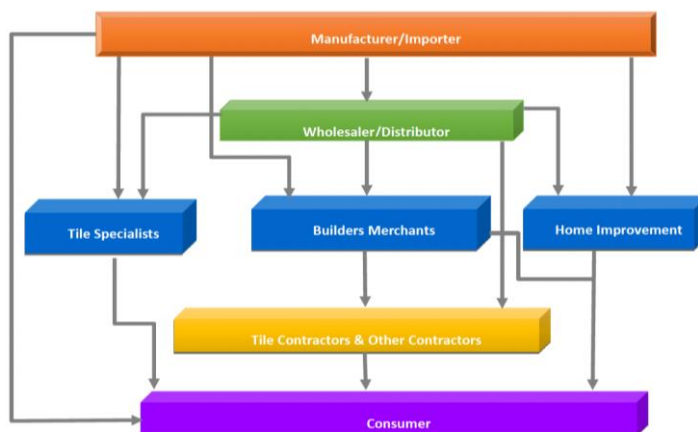 Manufacturer/Importer
Wholesaler/Distributor
Tile Specialists
Builders Merchants
Home Improvement
Tile Contractors & Other Contractors
Consumer